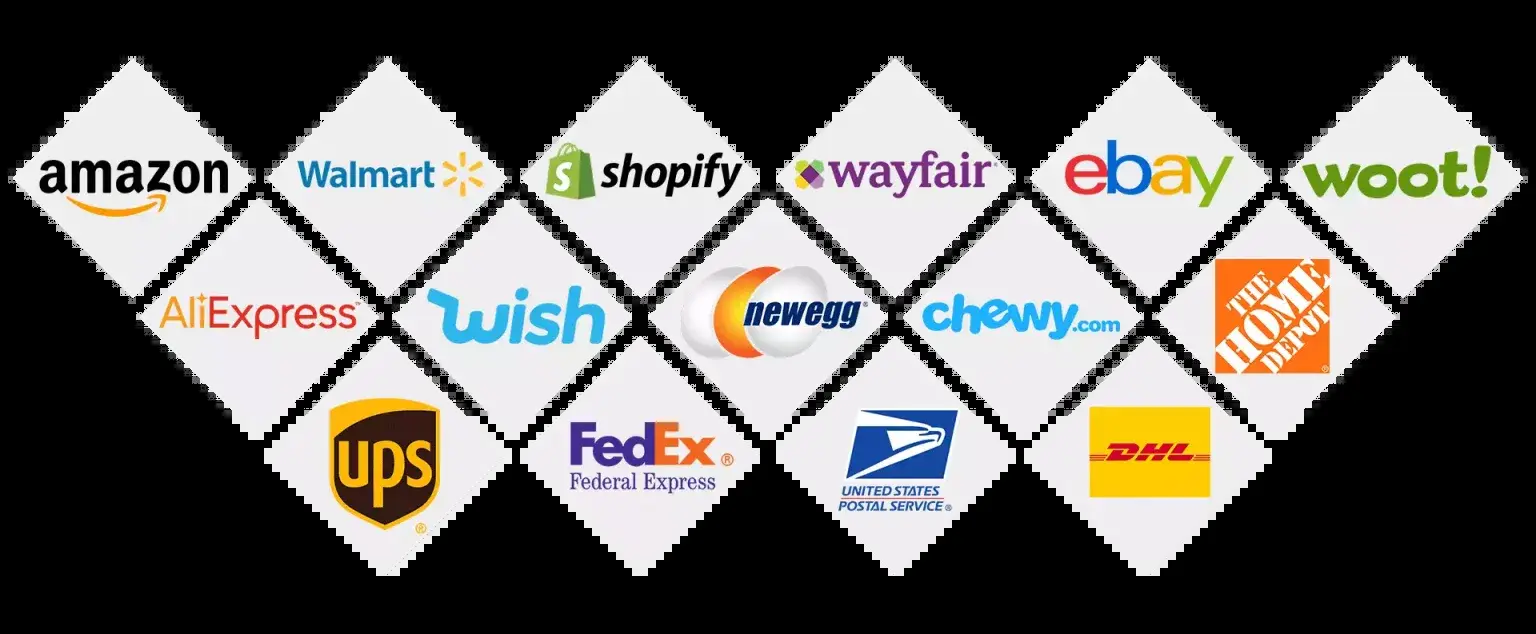 amazon
Walmart
shopify
wayfair
ebay
woot!
AliExpress™
wish
newegg®
chewy.com
THE
HOME
DEPOT
®
ups
®
FedEx®
Federal Express
UNITED STATES
POSTAL SERVICE®
DHL